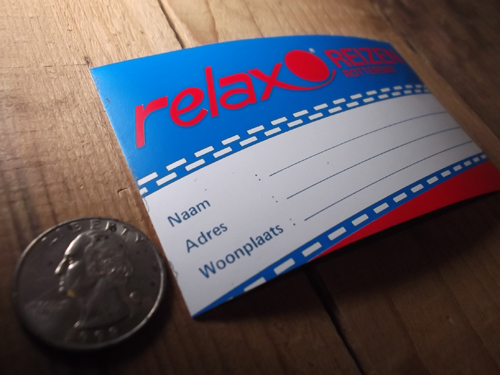 relax REIZEN
Naam :
Adres :
Woonplaats :
LIBERTY